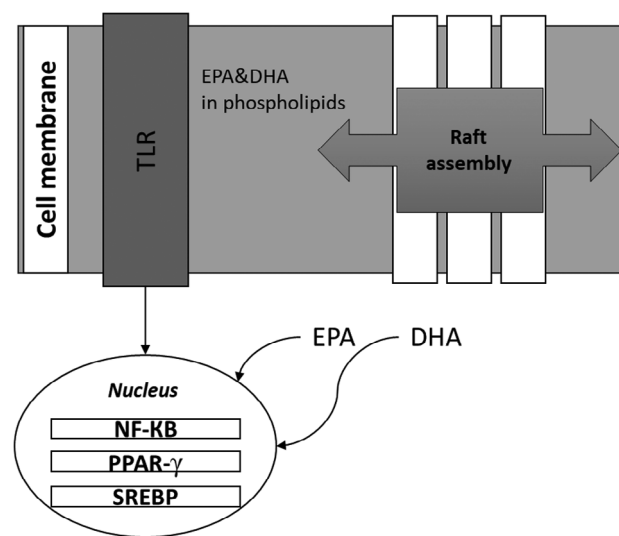 Cell membrane
TLR
EPA&DHA
in phospholipids
Raft
assembly
EPA
DHA
Nucleus
NF-KB
PPAR-γ
SREBP